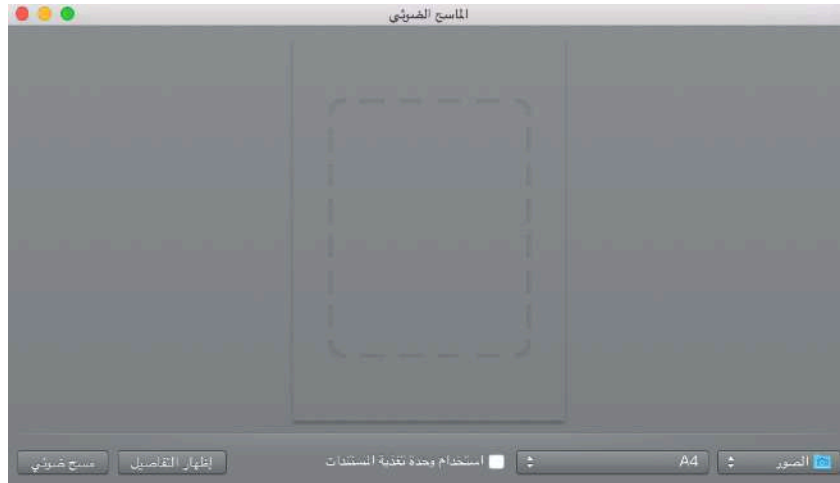 الماسح الضوئي
الصور
A4
استخدام وحدة تغذية المستندات
إظهار التفاصيل
مسح ضوئي